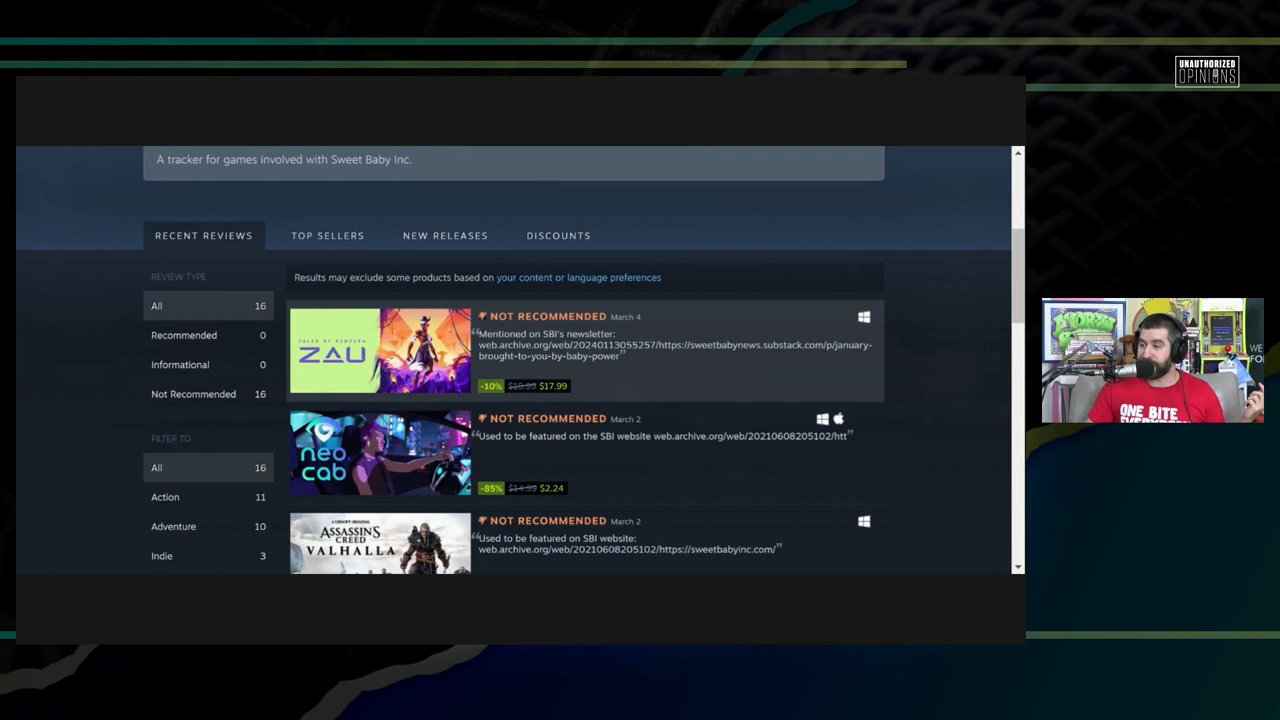 UNAUTHORIZED
OPINIONS
A tracker for games involved with Sweet Baby Inc.
RECENT REVIEWS TOP SELLERS NEW RELEASES DISCOUNTS
REVIEW TYPE
All 16
Recommended 0
Informational 0
Not Recommended 16
FILTER TO
All 16
Action 11
Adventure 10
Indie 3
Results may exclude some products based on your content or language preferences
TALES OF KENZERA
ZAU
NOT RECOMMENDED March 4
“Mentioned on SBI's newsletter:
web.archive.org/web/20240113055257/https://sweetbabynews.substack.com/p/january-
brought-to-you-by-baby-power”
-10% $19.99 $17.99
neo
cab
NOT RECOMMENDED March 2
“Used to be featured on the SBI website web.archive.org/web/20210608205102/htt”
-85% $14.99 $2.24
A UBISOFT ORIGINAL
ASSASSIN'S
CREED
VALHALLA
NOT RECOMMENDED March 2
“Used to be featured on SBI website:
web.archive.org/web/20210608205102/https://sweetbabyinc.com/”
WE
FO
ONE BITE